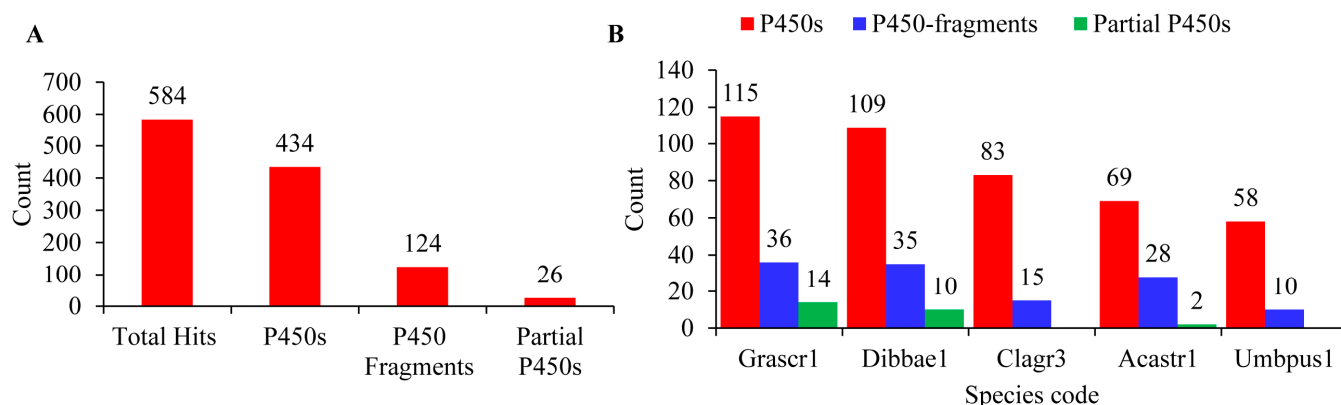 A
700
600
500
400
300
200
100
0
Count
584
434
124
26
Total Hits
P450s
P450
Fragments
Partial
P450s
B
P450s P450-fragments Partial P450s
140
120
100
80
60
40
20
0
Count
115
36
14
109
35
10
83
15
69
28
2
58
10
Grascr1 Dibbae1 Clagr3 Acastr1 Umbpus1
Species code